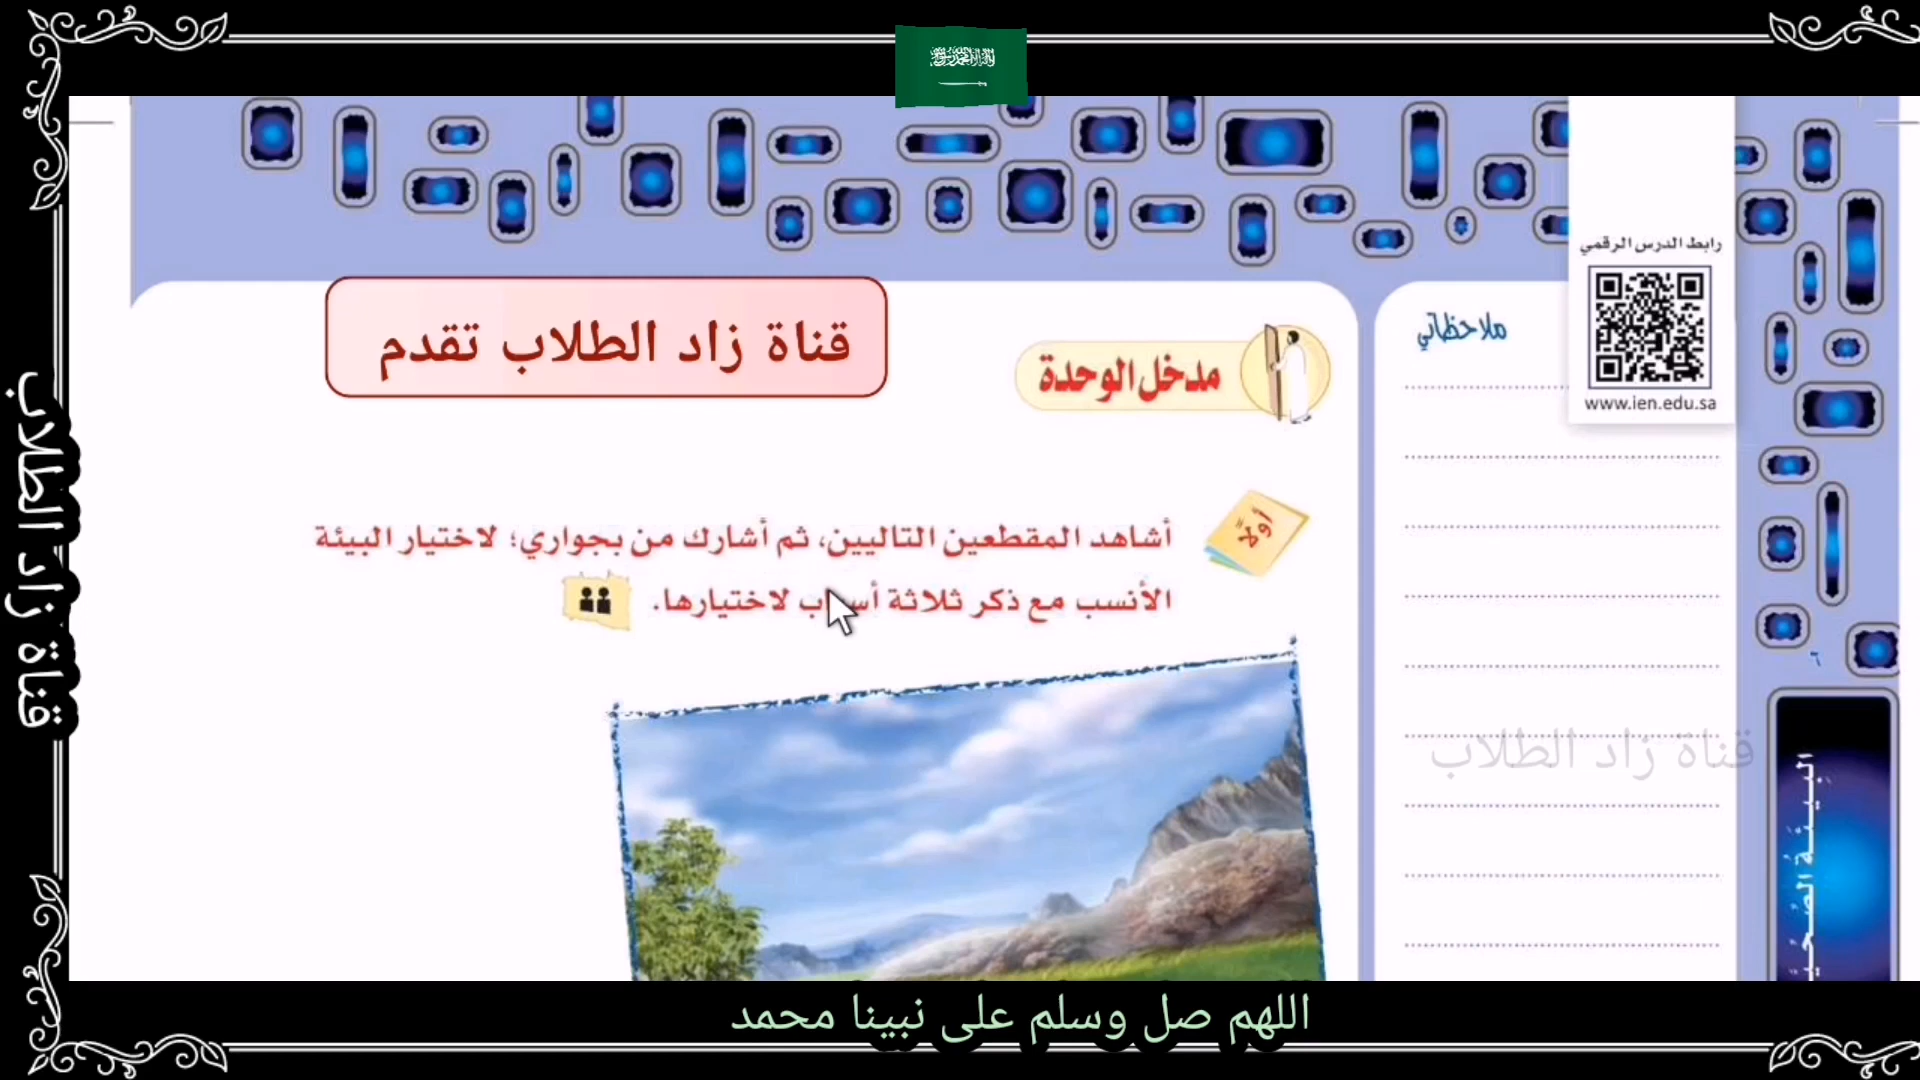 رابط الدرس الرقمي
www.ien.edu.sa
قناة زاد الطلاب تقدم
مدخل الوحدة
ملاحظاتي
أولًا
أشاهد المقطعين التاليين، ثم أشارك من بجواري؛ لاختيار البيئة
الأنسب مع ذكر ثلاثة أسباب لاختيارها.
٦
قناة زاد الطلاب
قناة زاد الطلاب
اللهم صل وسلم على نبينا محمد